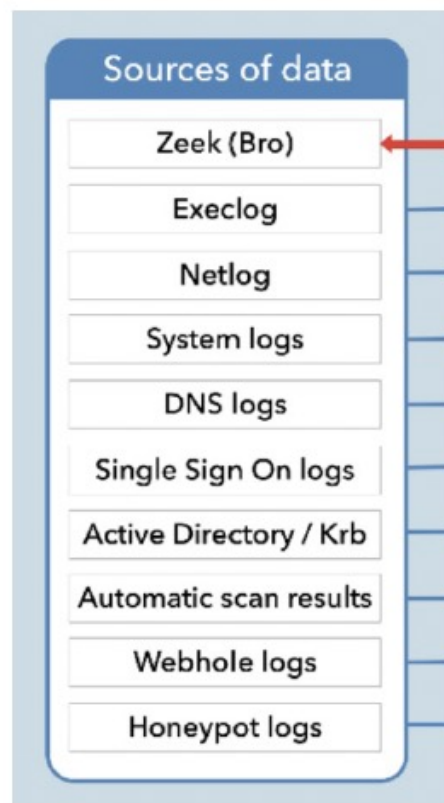 Sources of data
Zeek (Bro)
Execlog
Netlog
System logs
DNS logs
Single Sign On logs
Active Directory / Krb
Automatic scan results
Webhole logs
Honeypot logs